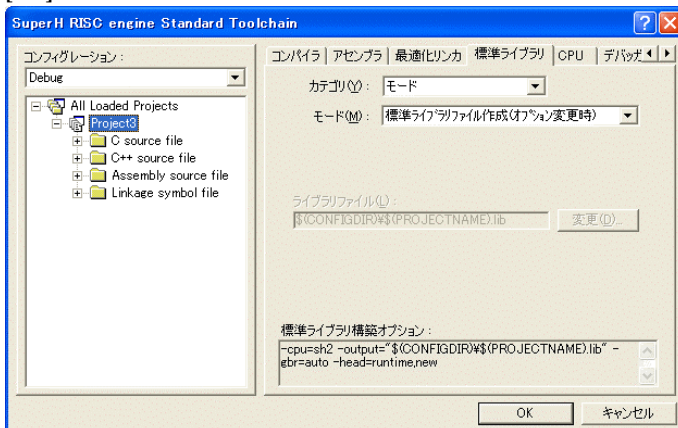 SuperH RISC engine Standard Toolchain
コンフィグレーション :
Debug
All Loaded Projects
Project3
C source file
C++ source file
Assembly source file
Linkage symbol file
コンパイラ アセンブラ 最適化リンカ 標準ライブラリ CPU デバッガ
カテゴリ(Y) : モード
モード(M) : 標準ライブラリファイル作成(オプション変更時)
ライブラリファイル(L) :
$(CONFIGDIR)¥$(PROJECTNAME).lib 変更(D)...
標準ライブラリ構築オプション :
-cpu=sh2 -output="$(CONFIGDIR)¥$(PROJECTNAME).lib" -
gbr=auto -head=runtime,new
OK キャンセル